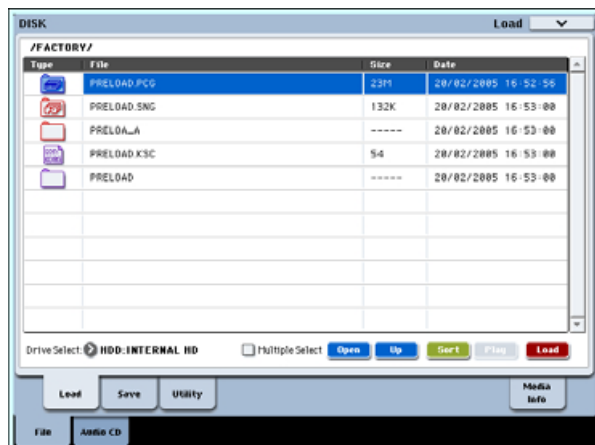 DISK Load
/FACTORY/
Type File Size Date
PRELOAD.PCG 23M 20/02/2005 16:52:56
PRELOAD.SNG 132K 20/02/2005 16:53:00
PRELOA_A ----- 20/02/2005 16:53:00
PRELOAD.KSC 54 20/02/2005 16:53:00
PRELOAD ----- 20/02/2005 16:53:00
Drive Select: HDD:INTERNAL HD Multiple Select Open Up Sort Play Load
Load Save Utility Media Info
File Audio CD